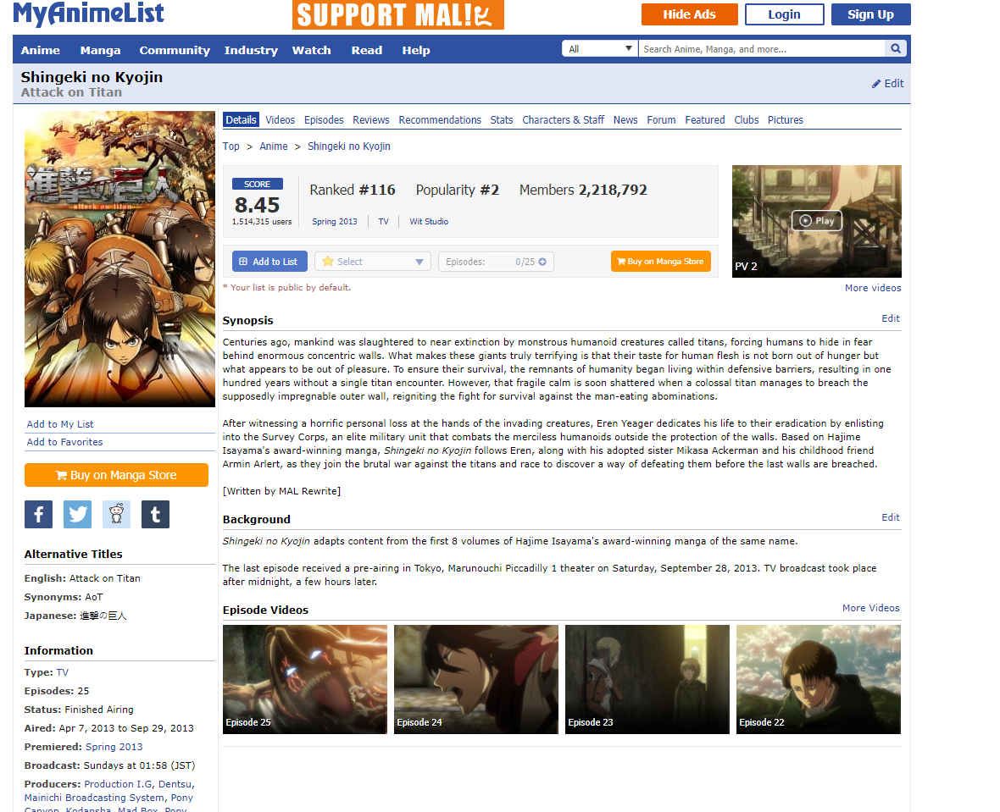 MyAnimeList
SUPPORT MAL!
Hide Ads
Login
Sign Up
Anime Manga Community Industry Watch Read Help
All
Search Anime, Manga, and more...
Shingeki no Kyojin
Attack on Titan
Edit
進撃の巨人
attack on titan
Add to My List
Add to Favorites
Buy on Manga Store
Alternative Titles
English: Attack on Titan
Synonyms: AoT
Japanese: 進撃の巨人
Information
Type: TV
Episodes: 25
Status: Finished Airing
Aired: Apr 7, 2013 to Sep 29, 2013
Premiered: Spring 2013
Broadcast: Sundays at 01:58 (JST)
Producers: Production I.G, Dentsu,
Mainichi Broadcasting System, Pony
Canyon, Kodansha, Mad Box, Pony
Details Videos Episodes Reviews Recommendations Stats Characters & Staff News Forum Featured Clubs Pictures
Top > Anime > Shingeki no Kyojin
SCORE
8.45
1,514,315 users
Ranked #116 Popularity #2 Members 2,218,792
Spring 2013 TV Wit Studio
Add to List
Select
Episodes: 0/25
Buy on Manga Store
* Your list is public by default.
Play
PV 2
More videos
Synopsis
Edit
Centuries ago, mankind was slaughtered to near extinction by monstrous humanoid creatures called titans, forcing humans to hide in fear
behind enormous concentric walls. What makes these giants truly terrifying is that their taste for human flesh is not born out of hunger but
what appears to be out of pleasure. To ensure their survival, the remnants of humanity began living within defensive barriers, resulting in one
hundred years without a single titan encounter. However, that fragile calm is soon shattered when a colossal titan manages to breach the
supposedly impregnable outer wall, reigniting the fight for survival against the man-eating abominations.
After witnessing a horrific personal loss at the hands of the invading creatures, Eren Yeager dedicates his life to their eradication by enlisting
into the Survey Corps, an elite military unit that combats the merciless humanoids outside the protection of the walls. Based on Hajime
Isayama's award-winning manga, Shingeki no Kyojin follows Eren, along with his adopted sister Mikasa Ackerman and his childhood friend
Armin Arlert, as they join the brutal war against the titans and race to discover a way of defeating them before the last walls are breached.
[Written by MAL Rewrite]
Background
Edit
Shingeki no Kyojin adapts content from the first 8 volumes of Hajime Isayama's award-winning manga of the same name.
The last episode received a pre-airing in Tokyo, Marunouchi Piccadilly 1 theater on Saturday, September 28, 2013. TV broadcast took place
after midnight, a few hours later.
Episode Videos
More Videos
Episode 25
Episode 24
Episode 23
Episode 22